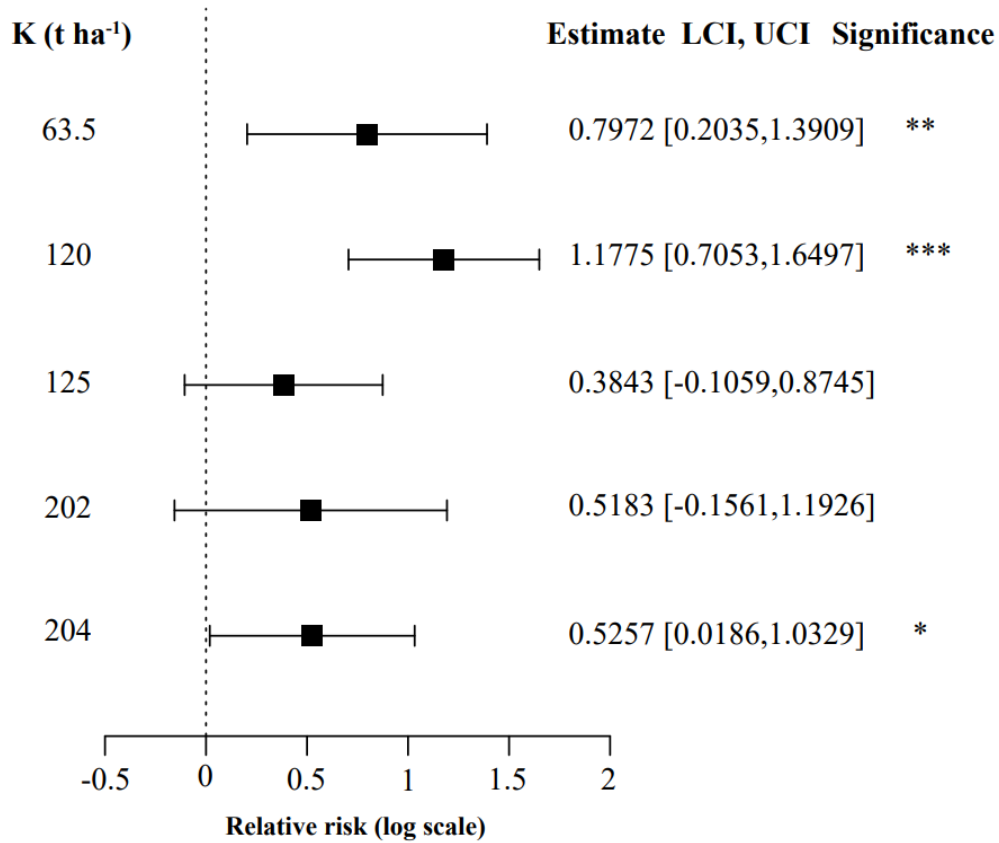 K (t ha-1) Estimate LCI, UCI Significance
63.5 0.7972 [0.2035,1.3909] **
120 1.1775 [0.7053,1.6497] ***
125 0.3843 [-0.1059,0.8745]
202 0.5183 [-0.1561,1.1926]
204 0.5257 [0.0186,1.0329] *
-0.5 0 0.5 1 1.5 2
Relative risk (log scale)